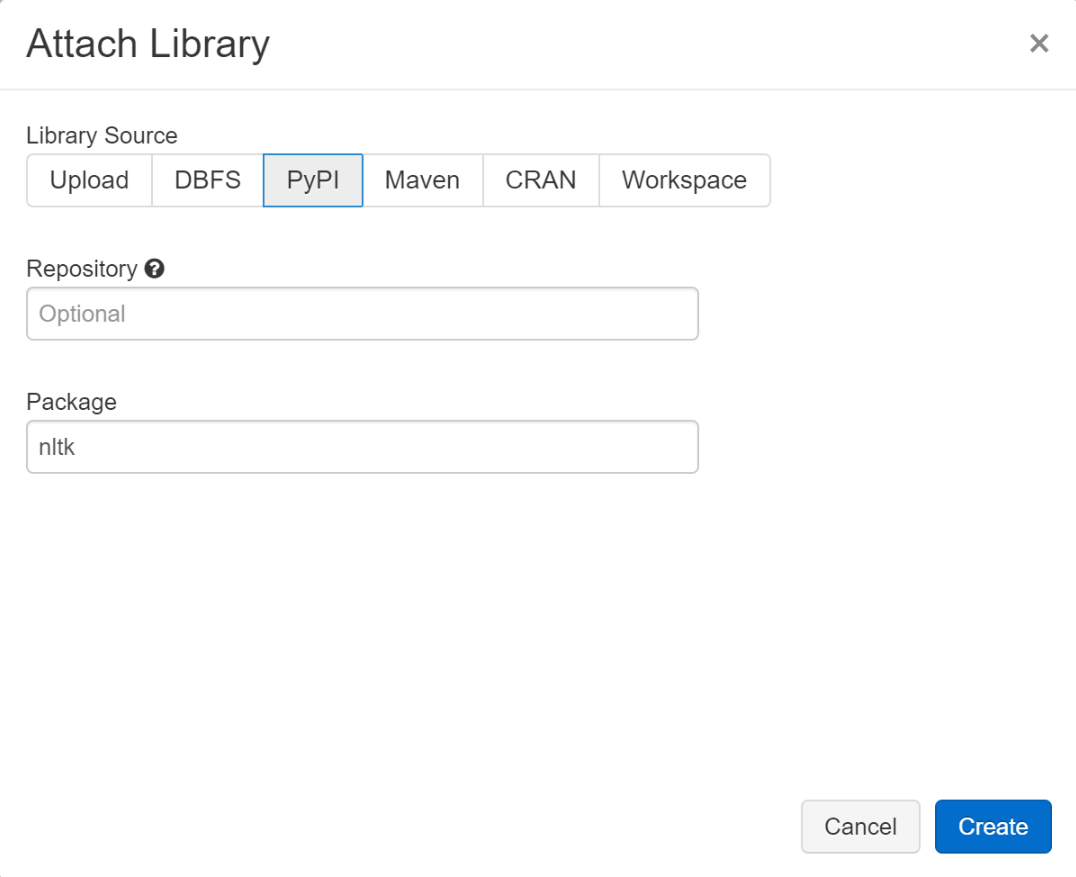 Attach Library
Library Source
Upload DBFS PyPI Maven CRAN Workspace
Repository
Optional
Package
nltk
Cancel Create